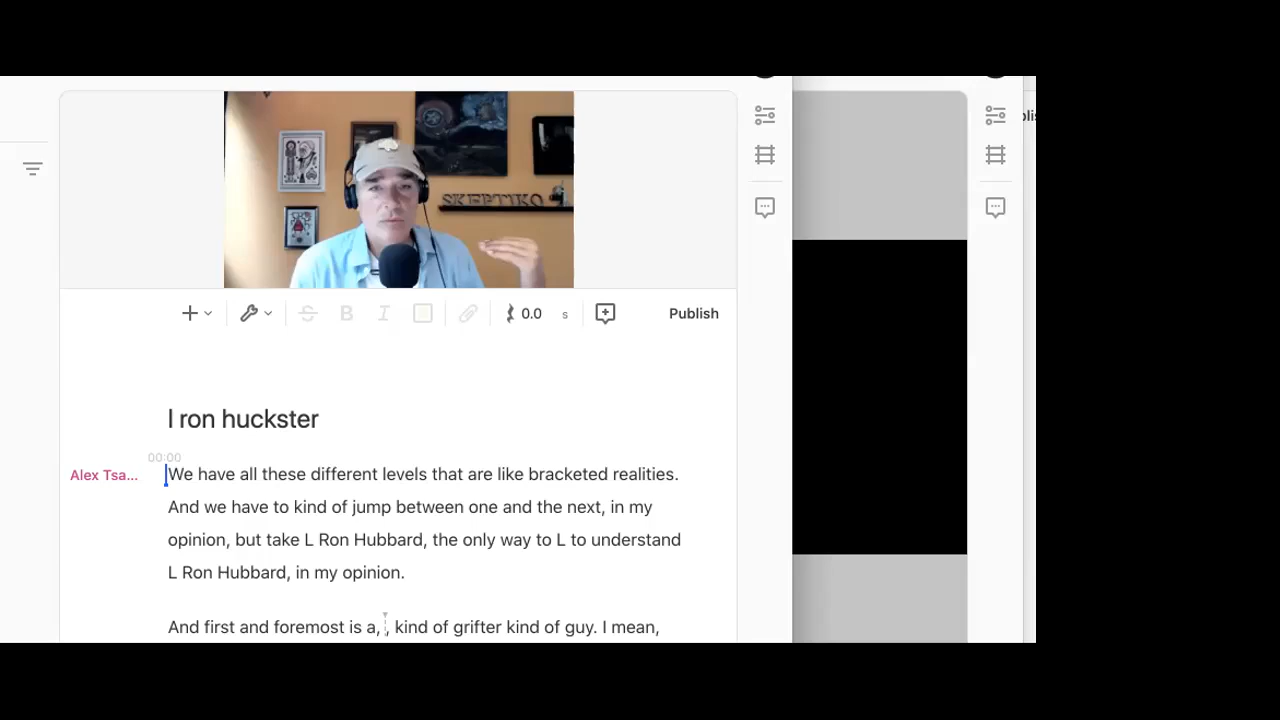 SKEPTIKO
0.0 s
Publish
l ron huckster
00:00
Alex Tsa...
We have all these different levels that are like bracketed realities.
And we have to kind of jump between one and the next, in my
opinion, but take L Ron Hubbard, the only way to L to understand
L Ron Hubbard, in my opinion.
And first and foremost is a, , kind of grifter kind of guy. I mean,